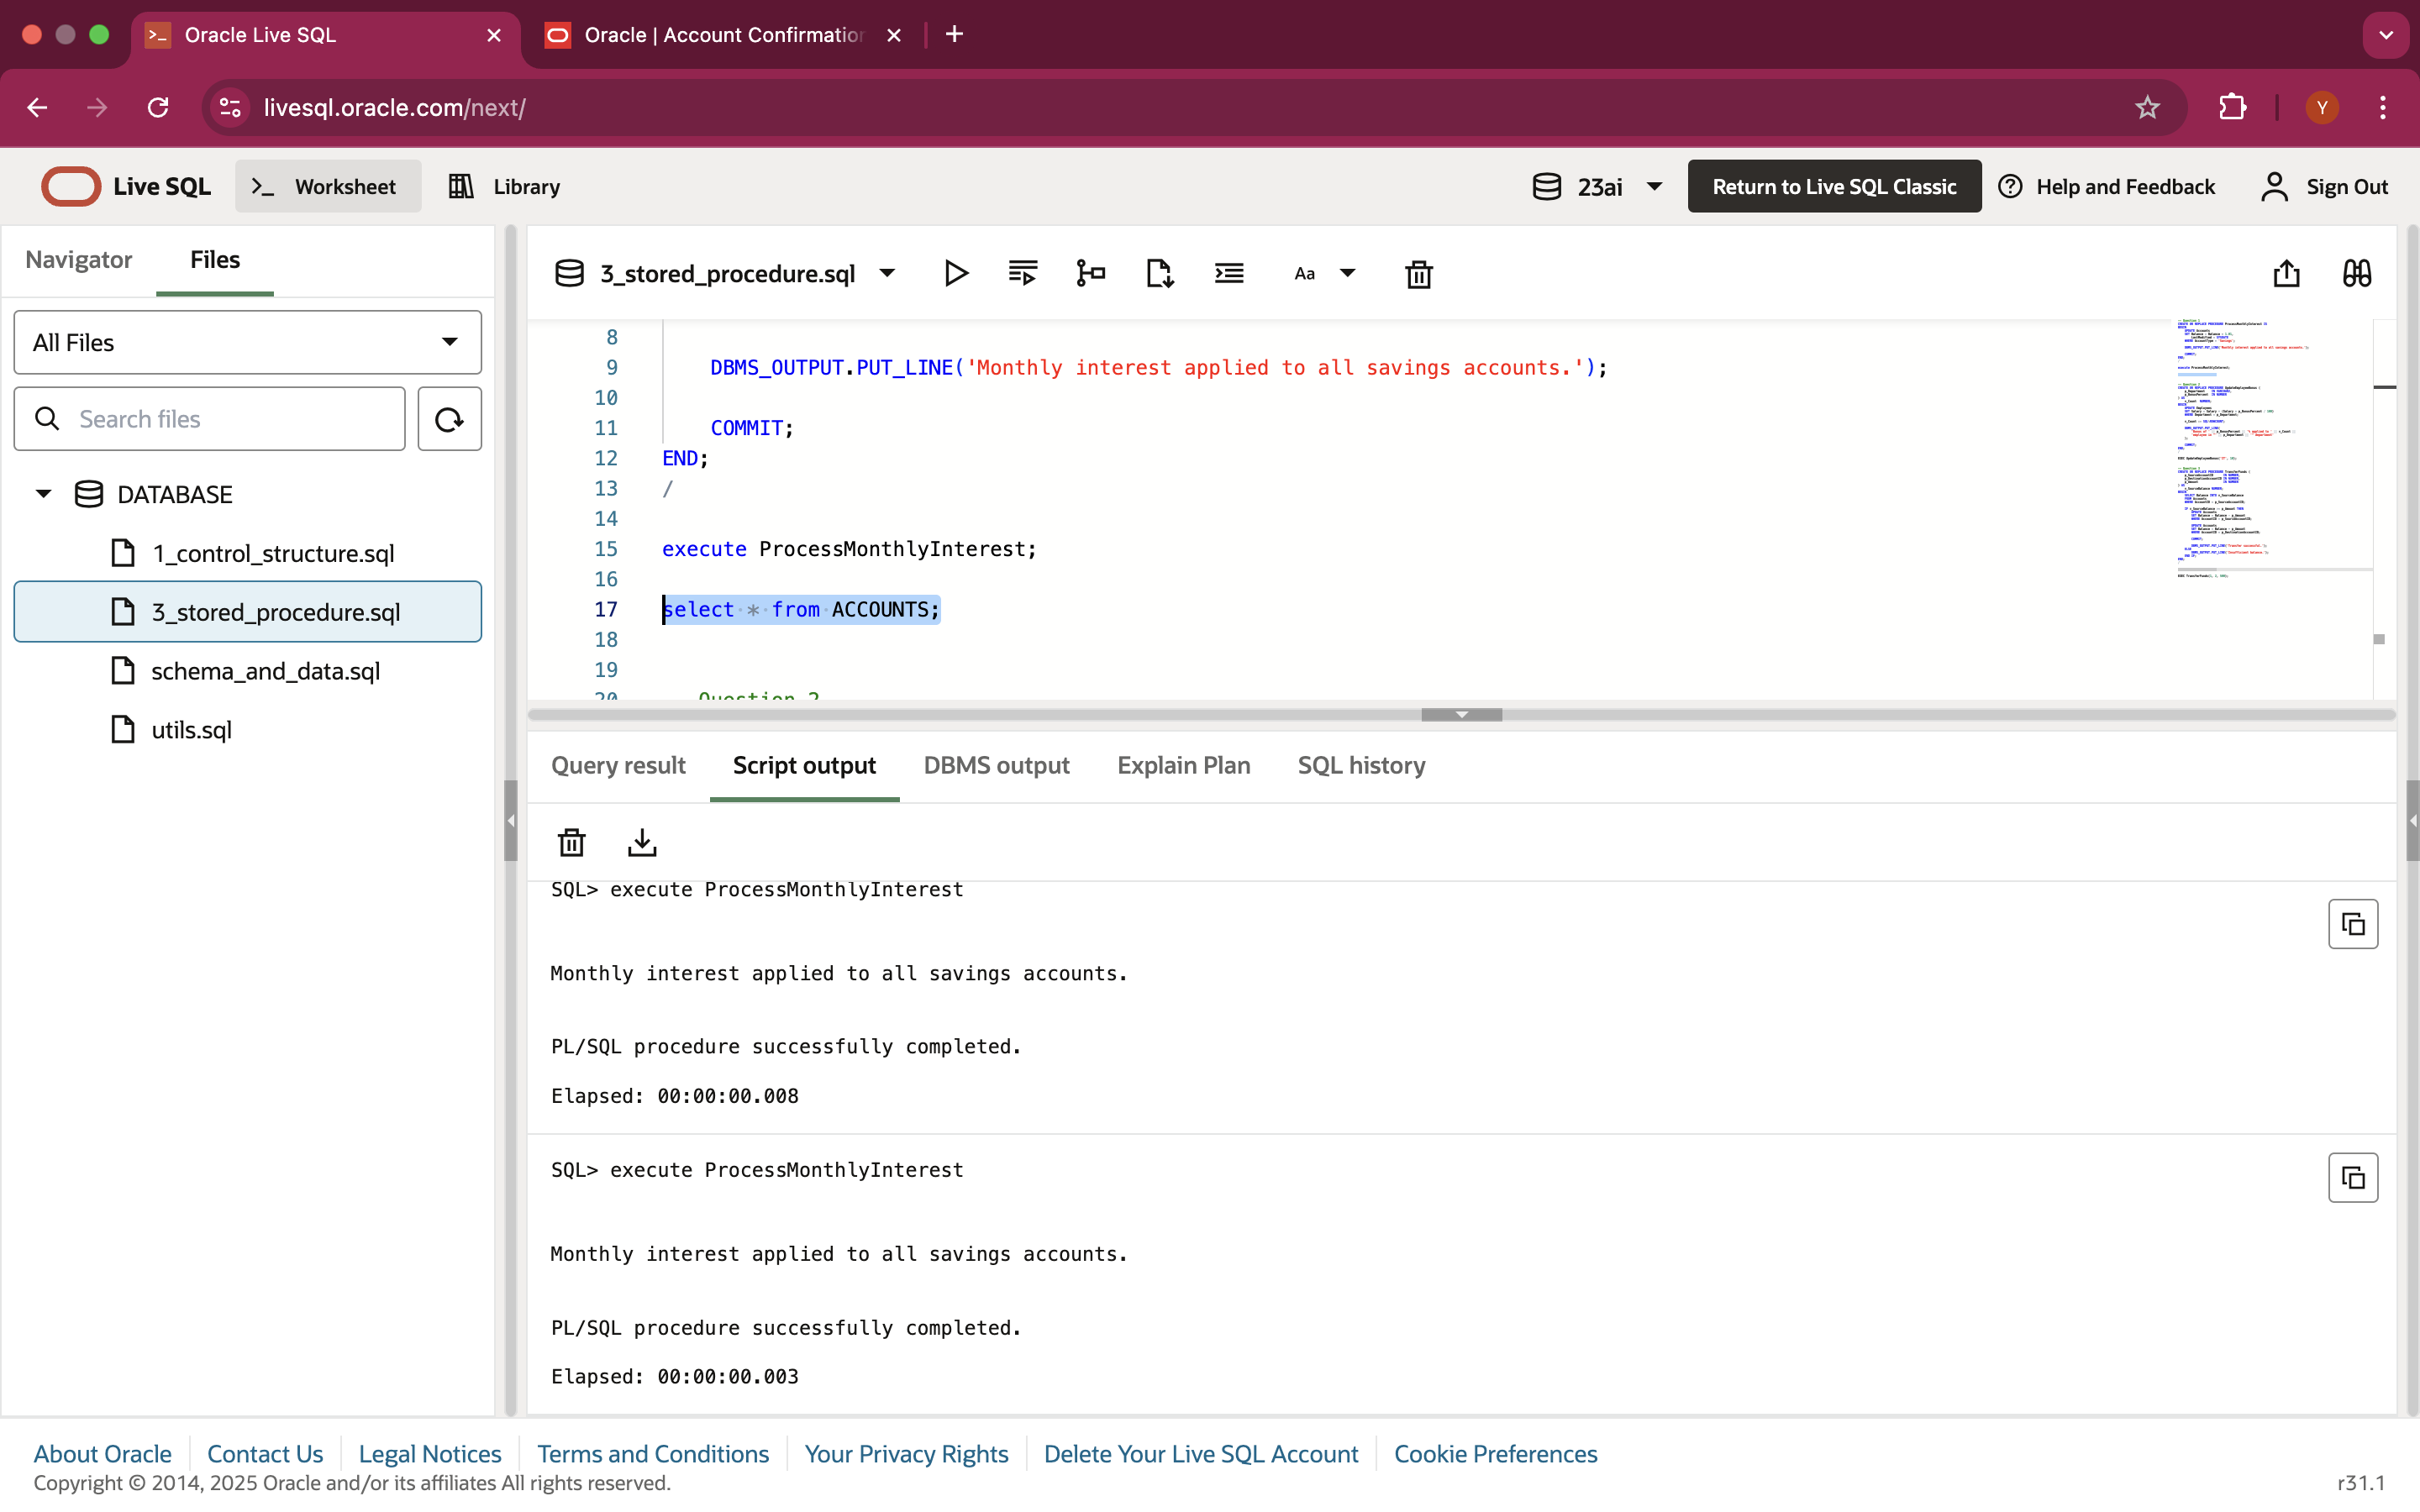 Oracle Live SQL
Oracle | Account Confirmation
livesql.oracle.com/next/
Live SQL
Worksheet
Library
23ai
Return to Live SQL Classic
Help and Feedback
Sign Out
Navigator
Files
All Files
Search files
DATABASE
1_control_structure.sql
3_stored_procedure.sql
schema_and_data.sql
utils.sql
3_stored_procedure.sql
Aa
8
9 DBMS_OUTPUT.PUT_LINE('Monthly interest applied to all savings accounts.');
10
11 COMMIT;
12 END;
13 /
14
15 execute ProcessMonthlyInterest;
16
17 select * from ACCOUNTS;
18
19
20 Question 2
Query result
Script output
DBMS output
Explain Plan
SQL history
SQL> execute ProcessMonthlyInterest
Monthly interest applied to all savings accounts.
PL/SQL procedure successfully completed.
Elapsed: 00:00:00.008
SQL> execute ProcessMonthlyInterest
Monthly interest applied to all savings accounts.
PL/SQL procedure successfully completed.
Elapsed: 00:00:00.003
About Oracle
Contact Us
Legal Notices
Terms and Conditions
Your Privacy Rights
Delete Your Live SQL Account
Cookie Preferences
Copyright © 2014, 2025 Oracle and/or its affiliates All rights reserved.
r31.1
Y